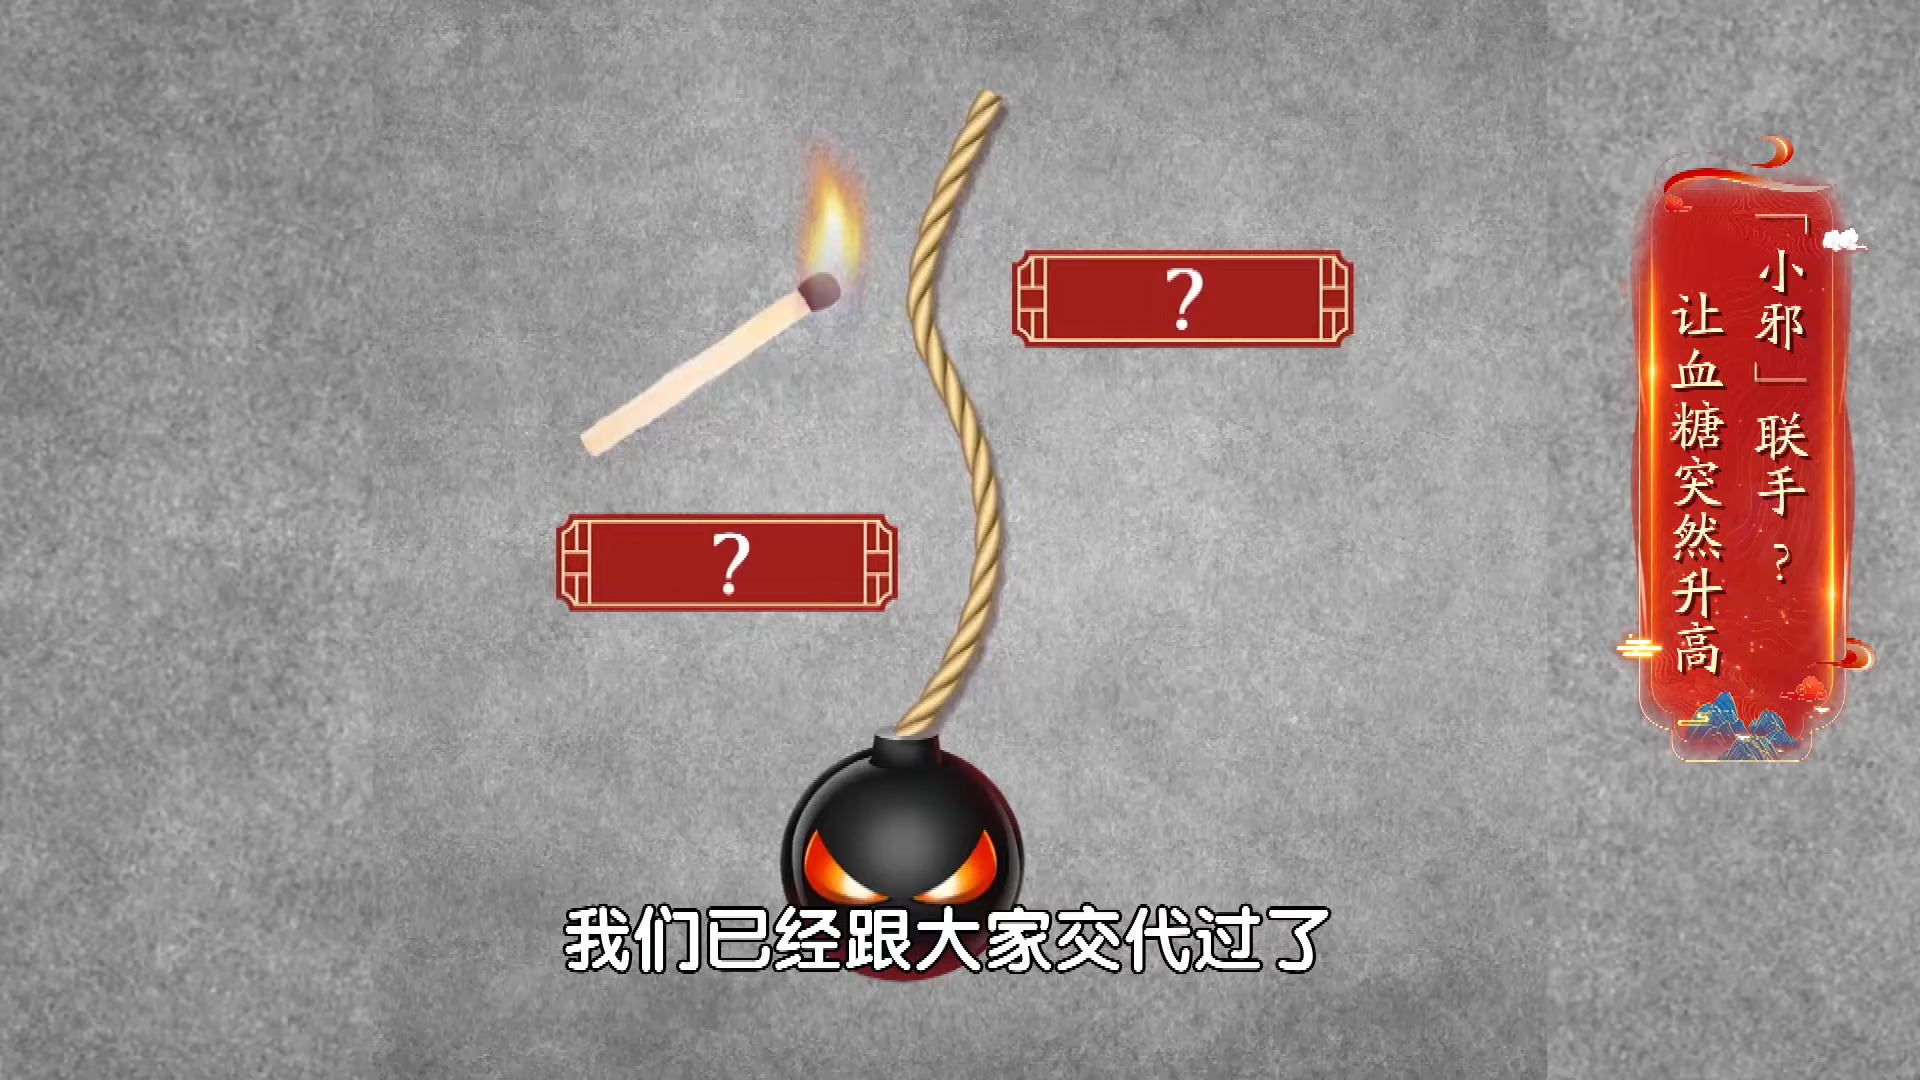 ?
?
「小邪」联手?
让血糖突然升高
我们已经跟大家交代过了